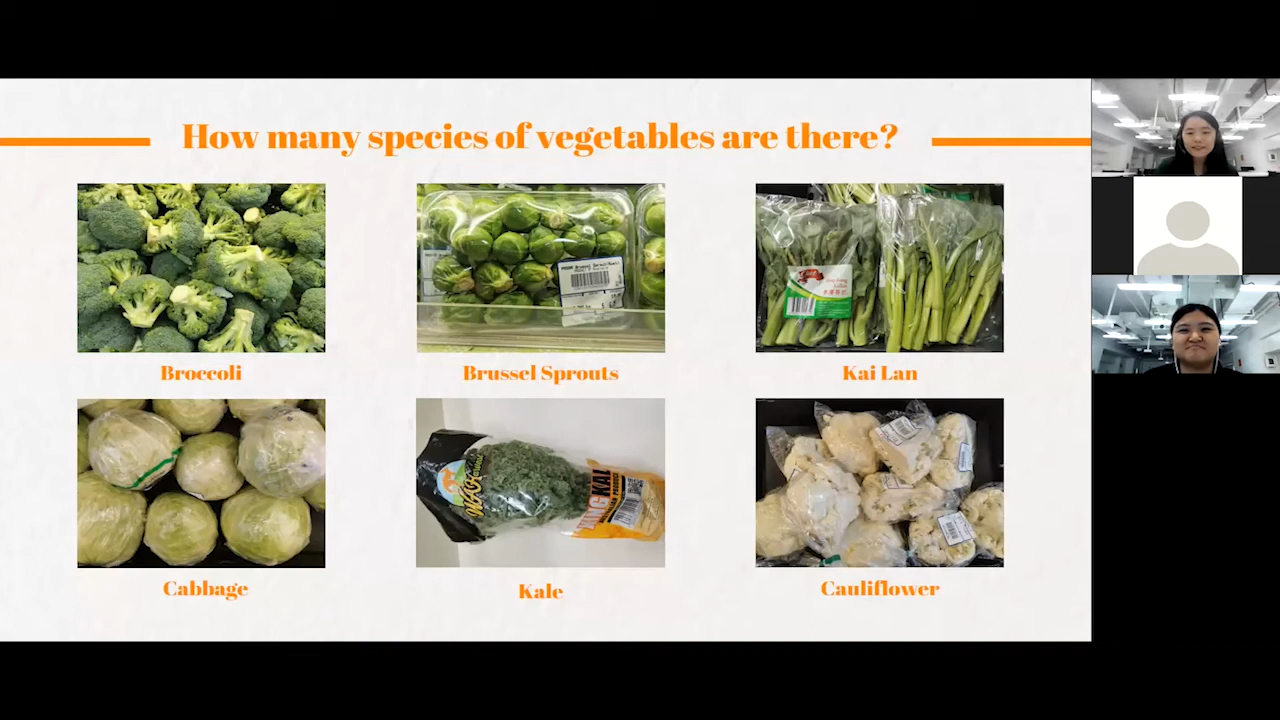 How many species of vegetables are there?
Broccoli
Brussel Sprouts
Kai Lan
Cabbage
Kale
Cauliflower